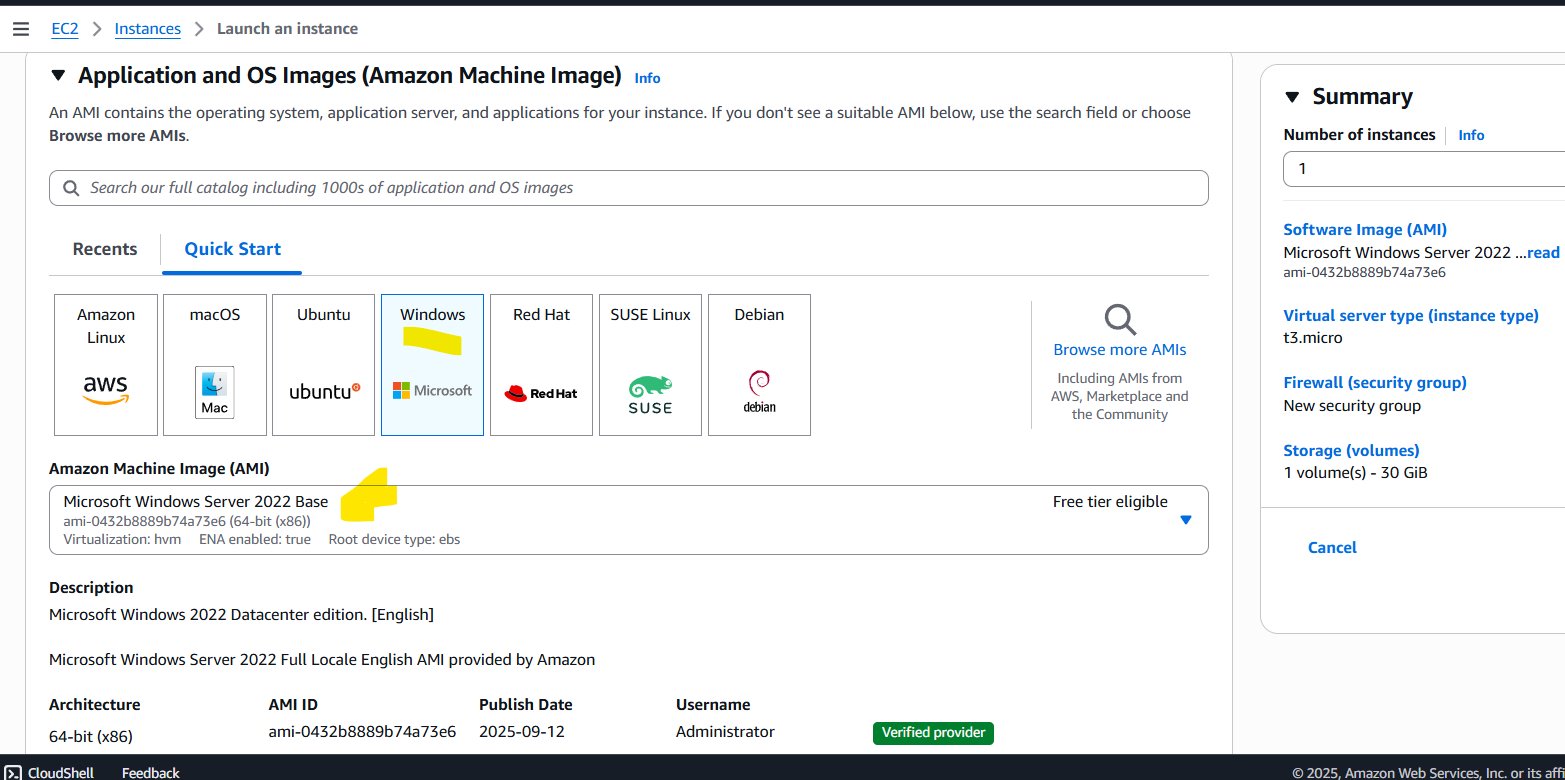 EC2 > Instances > Launch an instance
Application and OS Images (Amazon Machine Image) Info
An AMI contains the operating system, application server, and applications for your instance. If you don't see a suitable AMI below, use the search field or choose
Browse more AMIs.
Search our full catalog including 1000s of application and OS images
Recents Quick Start
Amazon
Linux
aws
macOS
Mac
Ubuntu
ubuntu
Windows
Microsoft
Red Hat
Red Hat
SUSE Linux
SUSE
Debian
debian
Browse more AMIs
Including AMIs from
AWS, Marketplace and
the Community
Amazon Machine Image (AMI)
Microsoft Windows Server 2022 Base Free tier eligible
ami-0432b8889b74a73e6 (64-bit (x86))
Virtualization: hvm ENA enabled: true Root device type: ebs
Description
Microsoft Windows 2022 Datacenter edition. [English]
Microsoft Windows Server 2022 Full Locale English AMI provided by Amazon
Architecture AMI ID Publish Date Username
64-bit (x86) ami-0432b8889b74a73e6 2025-09-12 Administrator Verified provider
Summary
Number of instances Info
1
Software Image (AMI)
Microsoft Windows Server 2022 ...read
ami-0432b8889b74a73e6
Virtual server type (instance type)
t3.micro
Firewall (security group)
New security group
Storage (volumes)
1 volume(s) - 30 GiB
Cancel
CloudShell Feedback © 2025, Amazon Web Services, Inc. or its affi